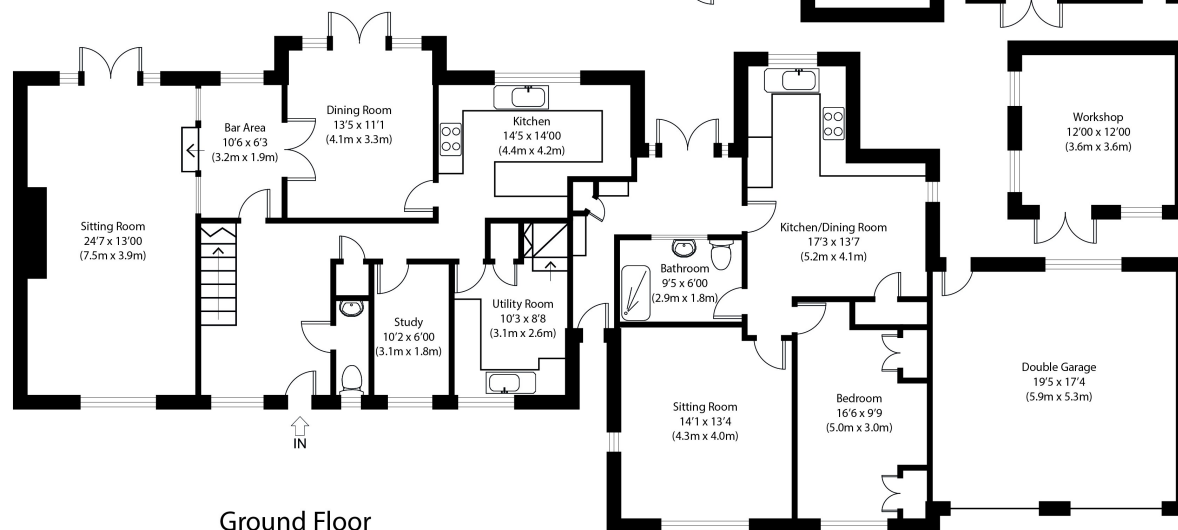 Dining Room
13'5 x 11'1
(4.1m x 3.3m)
Bar Area
10'6 x 6'3
(3.2m x 1.9m)
Kitchen
14'5 x 14'00
(4.4m x 4.2m)
Workshop
12'00 x 12'00
(3.6m x 3.6m)
Sitting Room
24'7 x 13'00
(7.5m x 3.9m)
Kitchen/Dining Room
17'3 x 13'7
(5.2m x 4.1m)
Bathroom
9'5 x 6'00
(2.9m x 1.8m)
Utility Room
10'3 x 8'8
(3.1m x 2.6m)
Study
10'2 x 6'00
(3.1m x 1.8m)
Double Garage
19'5 x 17'4
(5.9m x 5.3m)
Sitting Room
14'1 x 13'4
(4.3m x 4.0m)
Bedroom
16'6 x 9'9
(5.0m x 3.0m)
IN
Ground Floor